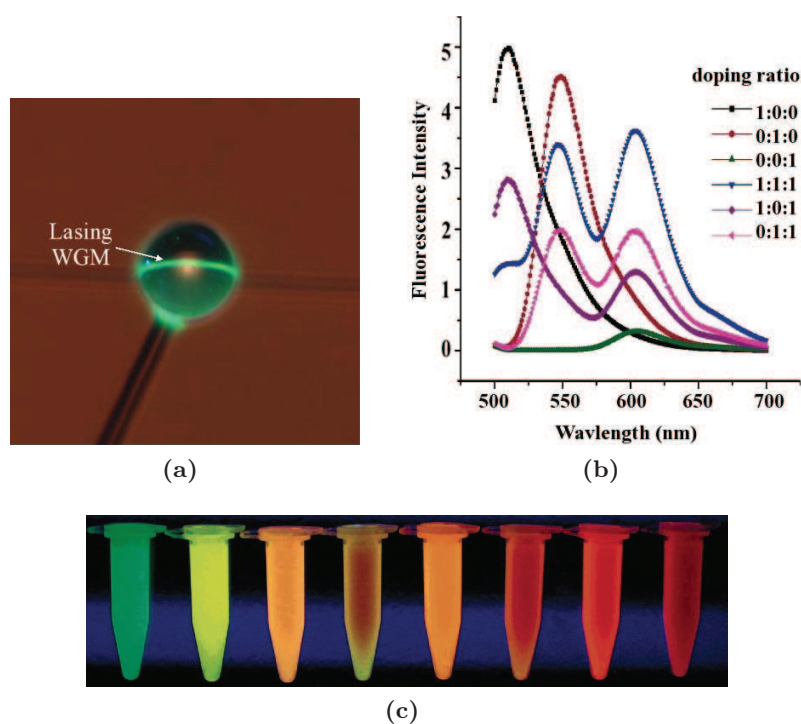 Lasing
WGM
(a)
Fluorescence Intensity
5
4
3
2
1
0
500
550
600
650
700
Wavlength (nm)
doping ratio
1:0:0
0:1:0
0:0:1
1:1:1
1:0:1
0:1:1
(b)
(c)